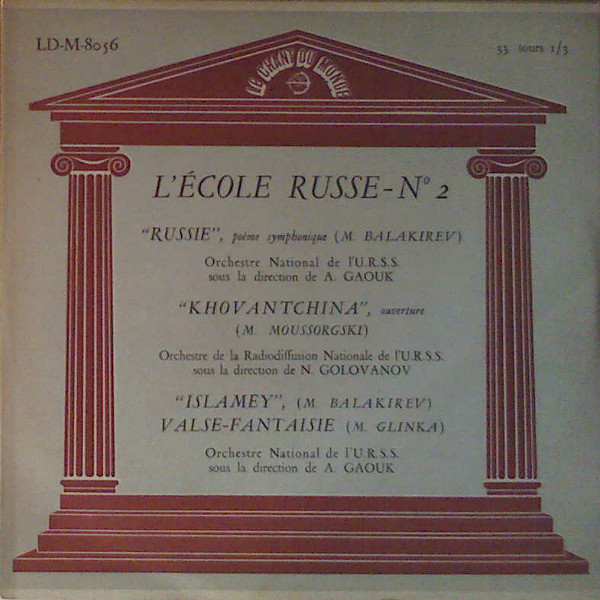 LD-M-8056
33 tours 1/3
LE CHANT DU MONDE
L'ÉCOLE RUSSE - Nº 2
"RUSSIE", poème symphonique (M. BALAKIREV)
Orchestre National de l'U.R.S.S.
sous la direction de A. GAOUK
"KHOVANTCHINA", ouverture
(M. MOUSSORGSKI)
Orchestre de la Radiodiffusion Nationale de l'U.R.S.S.
sous la direction de N. GOLOVANOV
"ISLAMEY", (M. BALAKIREV)
VALSE-FANTAISIE (M. GLINKA)
Orchestre National de l'U.R.S.S.
sous la direction de A. GAOUK